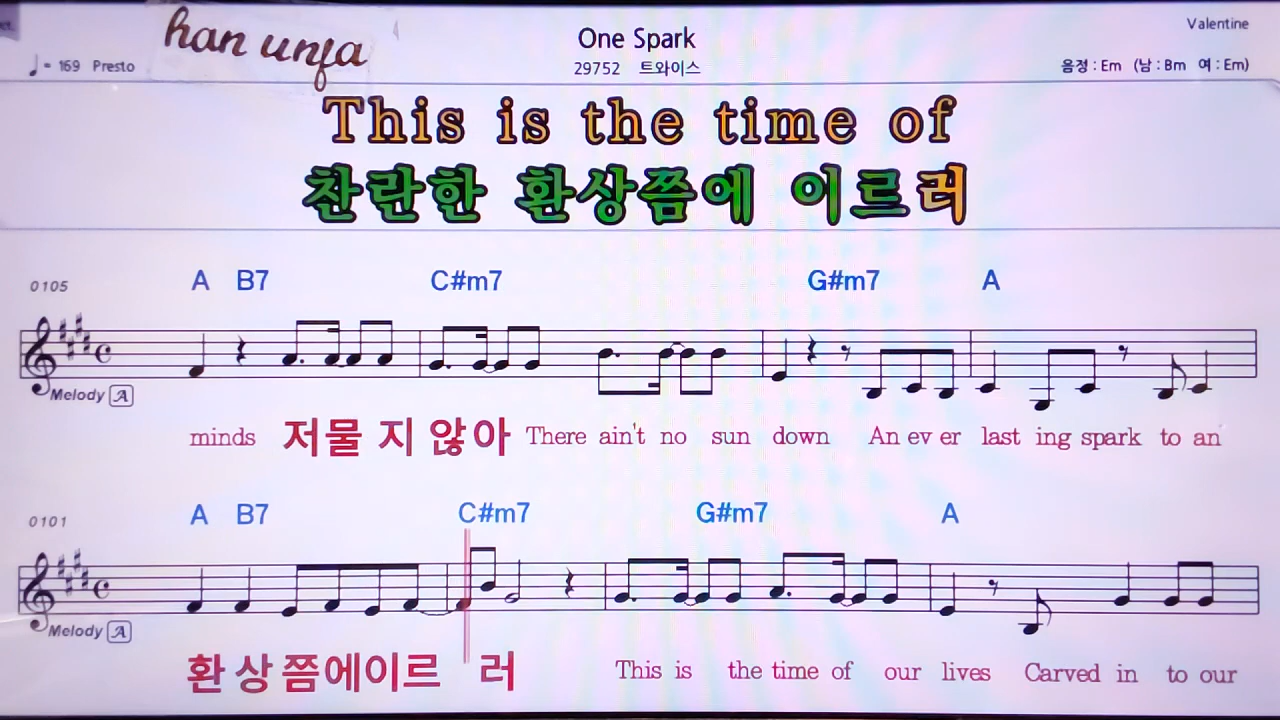 han unfa
One Spark
Valentine
♩= 169 Presto
29752 트와이스
음정 : Em (남 : Bm 여 : Em)
This is the time of
찬란한 환상쯤에 이르러
0105
A B7 C#m7 G#m7 A
Melody A
minds 저물 지 않아 There ain't no sun down An ev er last ing spark to an
0101
A B7 C#m7 G#m7 A
Melody A
환 상 쯤에이르 러 This is the time of our lives Carved in to our